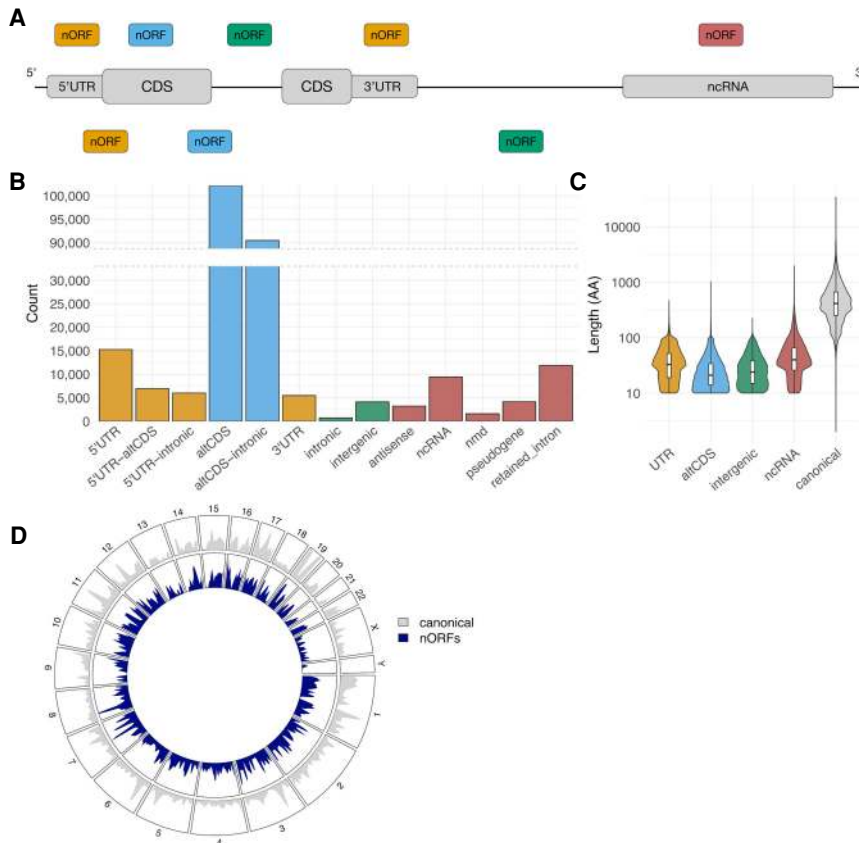 A
nORF nORF nORF nORF nORF
5' 5'UTR CDS CDS 3'UTR ncRNA 3'
nORF nORF nORF
B
Count
100,000
95,000
90,000
30,000
25,000
20,000
15,000
10,000
5,000
0
5'UTR
5'UTR-altCDS
5'UTR-intronic
altCDS
altCDS-intronic
3'UTR
intronic
intergenic
antisense
ncRNA
nmd
pseudogene
retained_intron
C
Length (AA)
10000
1000
100
10
UTR
altCDS
intergenic
ncRNA
canonical
D
1
2
3
4
5
6
7
8
9
10
11
12
13
14
15
16
17
18
19
20
21
22
X
Y
canonical
nORFs